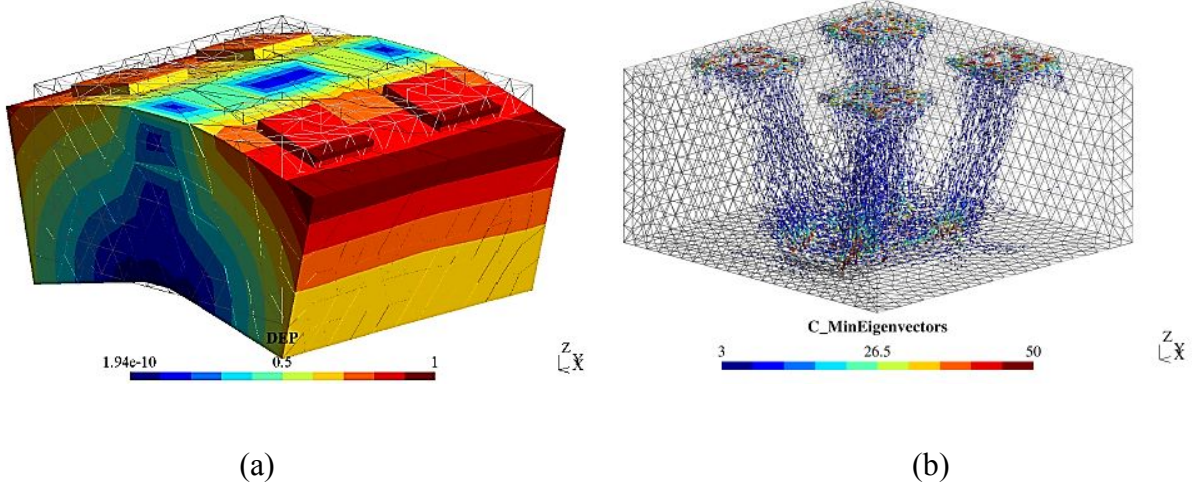 DEP
1.94e-10 0.5 1
Z
Y
X
(a)
C_MinEigenvectors
3 26.5 50
Z
Y
X
(b)